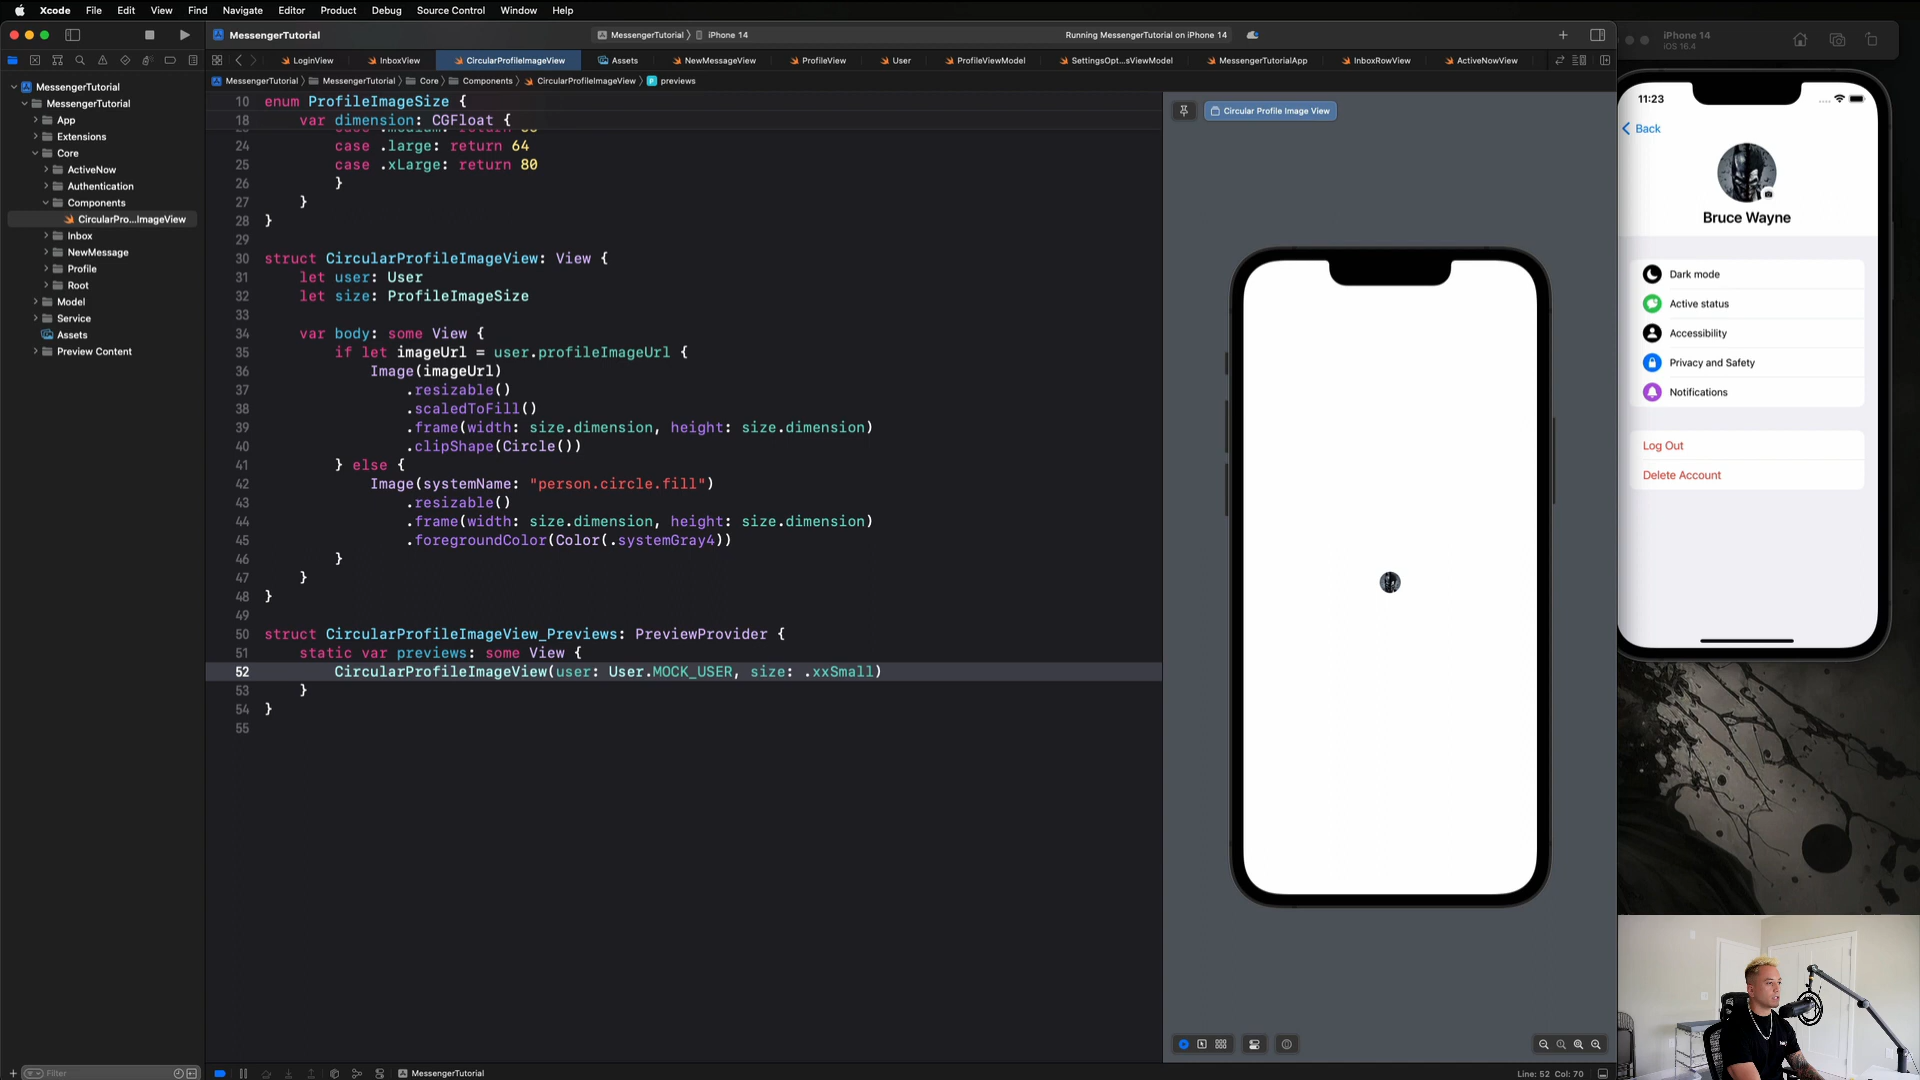 Xcode File Edit View Find Navigate Editor Product Debug Source Control Window Help
MessengerTutorial
MessengerTutorial iPhone 14
Running MessengerTutorial on iPhone 14
iPhone 14
iOS 16.4
LoginView InboxView CircularProfileImageView Assets NewMessageView ProfileView User ProfileViewModel SettingsOpt...sViewModel MessengerTutorialApp InboxRowView ActiveNowView
MessengerTutorial MessengerTutorial Core Components CircularProfileImageView previews
MessengerTutorial
MessengerTutorial
App
Extensions
Core
ActiveNow
Authentication
Components
CircularPro...ImageView
Inbox
NewMessage
Profile
Root
Model
Service
Assets
Preview Content
10 enum ProfileImageSize {
18 var dimension: CGFloat {
24 case .large: return 64
25 case .xLarge: return 80
26 }
27 }
28 }
29
30 struct CircularProfileImageView: View {
31 let user: User
32 let size: ProfileImageSize
33
34 var body: some View {
35 if let imageUrl = user.profileImageUrl {
36 Image(imageUrl)
37 .resizable()
38 .scaledToFill()
39 .frame(width: size.dimension, height: size.dimension)
40 .clipShape(Circle())
41 } else {
42 Image(systemName: "person.circle.fill")
43 .resizable()
44 .frame(width: size.dimension, height: size.dimension)
45 .foregroundColor(Color(.systemGray4))
46 }
47 }
48 }
49
50 struct CircularProfileImageView_Previews: PreviewProvider {
51 static var previews: some View {
52 CircularProfileImageView(user: User.MOCK_USER, size: .xxSmall)
53 }
54 }
55
Circular Profile Image View
11:23
Back
Bruce Wayne
Dark mode
Active status
Accessibility
Privacy and Safety
Notifications
Log Out
Delete Account
Filter
MessengerTutorial
Line: 52 Col: 70